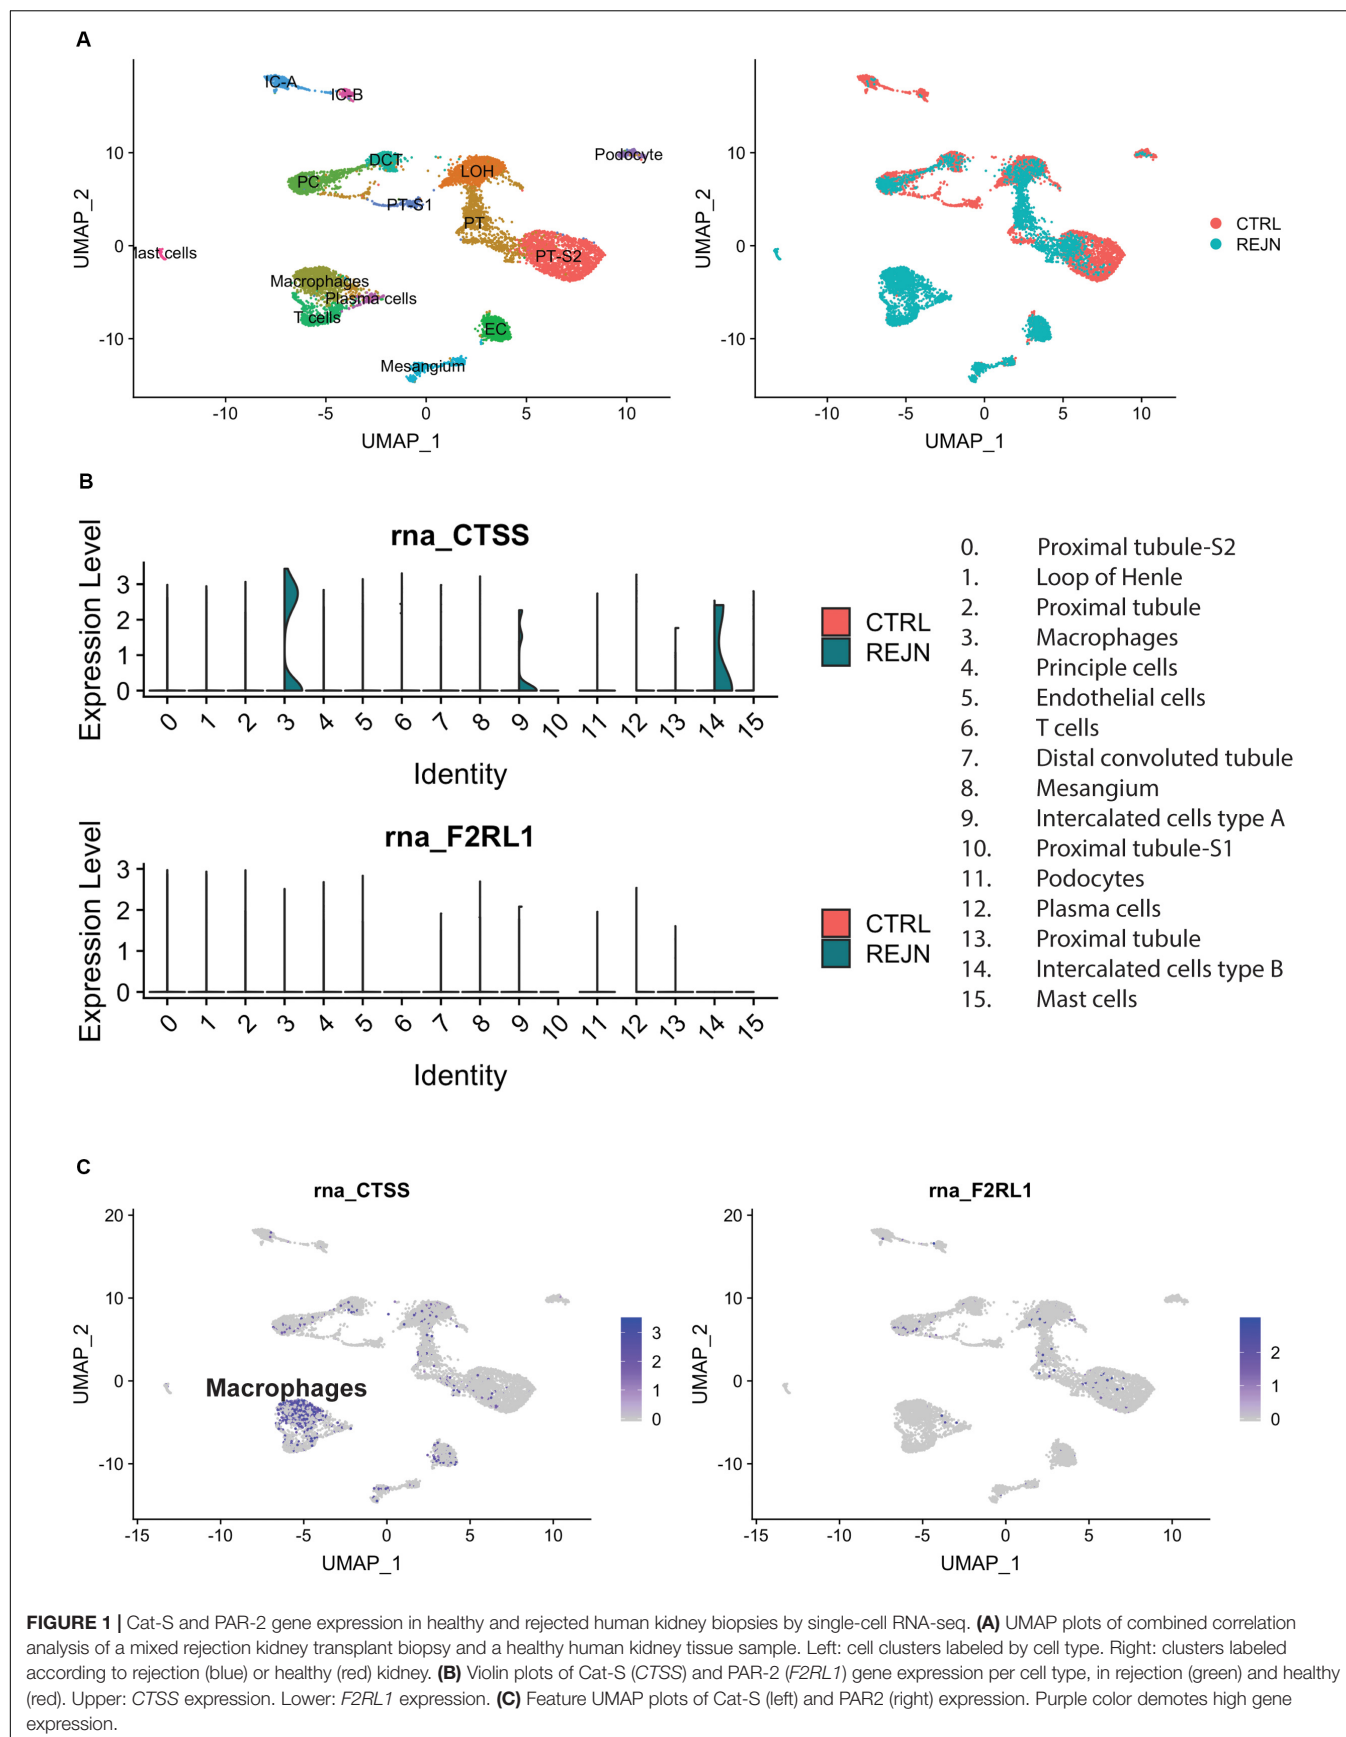 A
IC-A
IC-B
DCT
LOH
Podocyte
PC
PT-S1
PT
PT-S2
last cells
Macrophages
Plasma cells
T cells
EC
Mesangium
10
0
-10
UMAP_2
-10 -5 0 5 10
UMAP_1
10
0
-10
UMAP_2
-10 -5 0 5 10
UMAP_1
CTRL
REJN
B
rna_CTSS
Expression Level
3
2
1
0
0 1 2 3 4 5 6 7 8 9 10 11 12 13 14 15
Identity
CTRL
REJN
rna_F2RL1
Expression Level
3
2
1
0
0 1 2 3 4 5 6 7 8 9 10 11 12 13 14 15
Identity
CTRL
REJN
0. Proximal tubule-S2
1. Loop of Henle
2. Proximal tubule
3. Macrophages
4. Principle cells
5. Endothelial cells
6. T cells
7. Distal convoluted tubule
8. Mesangium
9. Intercalated cells type A
10. Proximal tubule-S1
11. Podocytes
12. Plasma cells
13. Proximal tubule
14. Intercalated cells type B
15. Mast cells
C
rna_CTSS
20
10
0
-10
UMAP_2
Macrophages
-15 -10 -5 0 5 10
UMAP_1
3
2
1
0
rna_F2RL1
20
10
0
-10
UMAP_2
-15 -10 -5 0 5 10
UMAP_1
2
1
0
FIGURE 1 | Cat-S and PAR-2 gene expression in healthy and rejected human kidney biopsies by single-cell RNA-seq. (A) UMAP plots of combined correlation
analysis of a mixed rejection kidney transplant biopsy and a healthy human kidney tissue sample. Left: cell clusters labeled by cell type. Right: clusters labeled
according to rejection (blue) or healthy (red) kidney. (B) Violin plots of Cat-S (CTSS) and PAR-2 (F2RL1) gene expression per cell type, in rejection (green) and healthy
(red). Upper: CTSS expression. Lower: F2RL1 expression. (C) Feature UMAP plots of Cat-S (left) and PAR2 (right) expression. Purple color demotes high gene
expression.